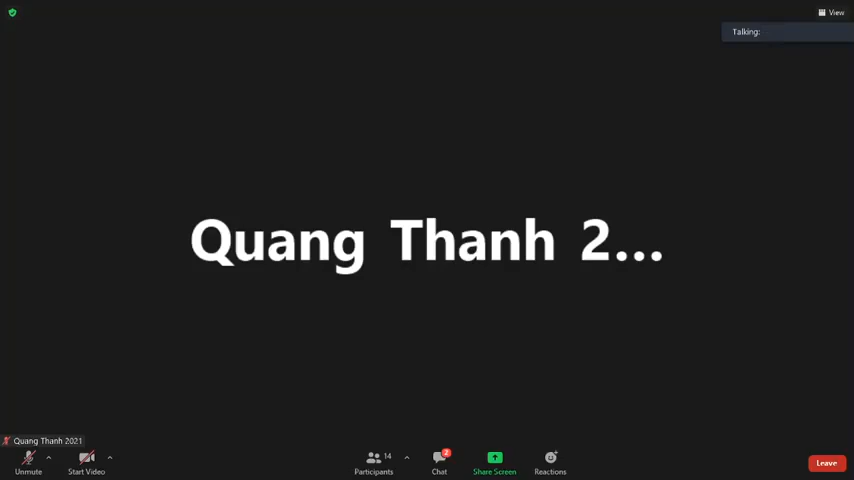 View
Talking:
Quang Thanh 2...
Quang Thanh 2021
Unmute
Start Video
14
Participants
2
Chat
Share Screen
Reactions
Leave